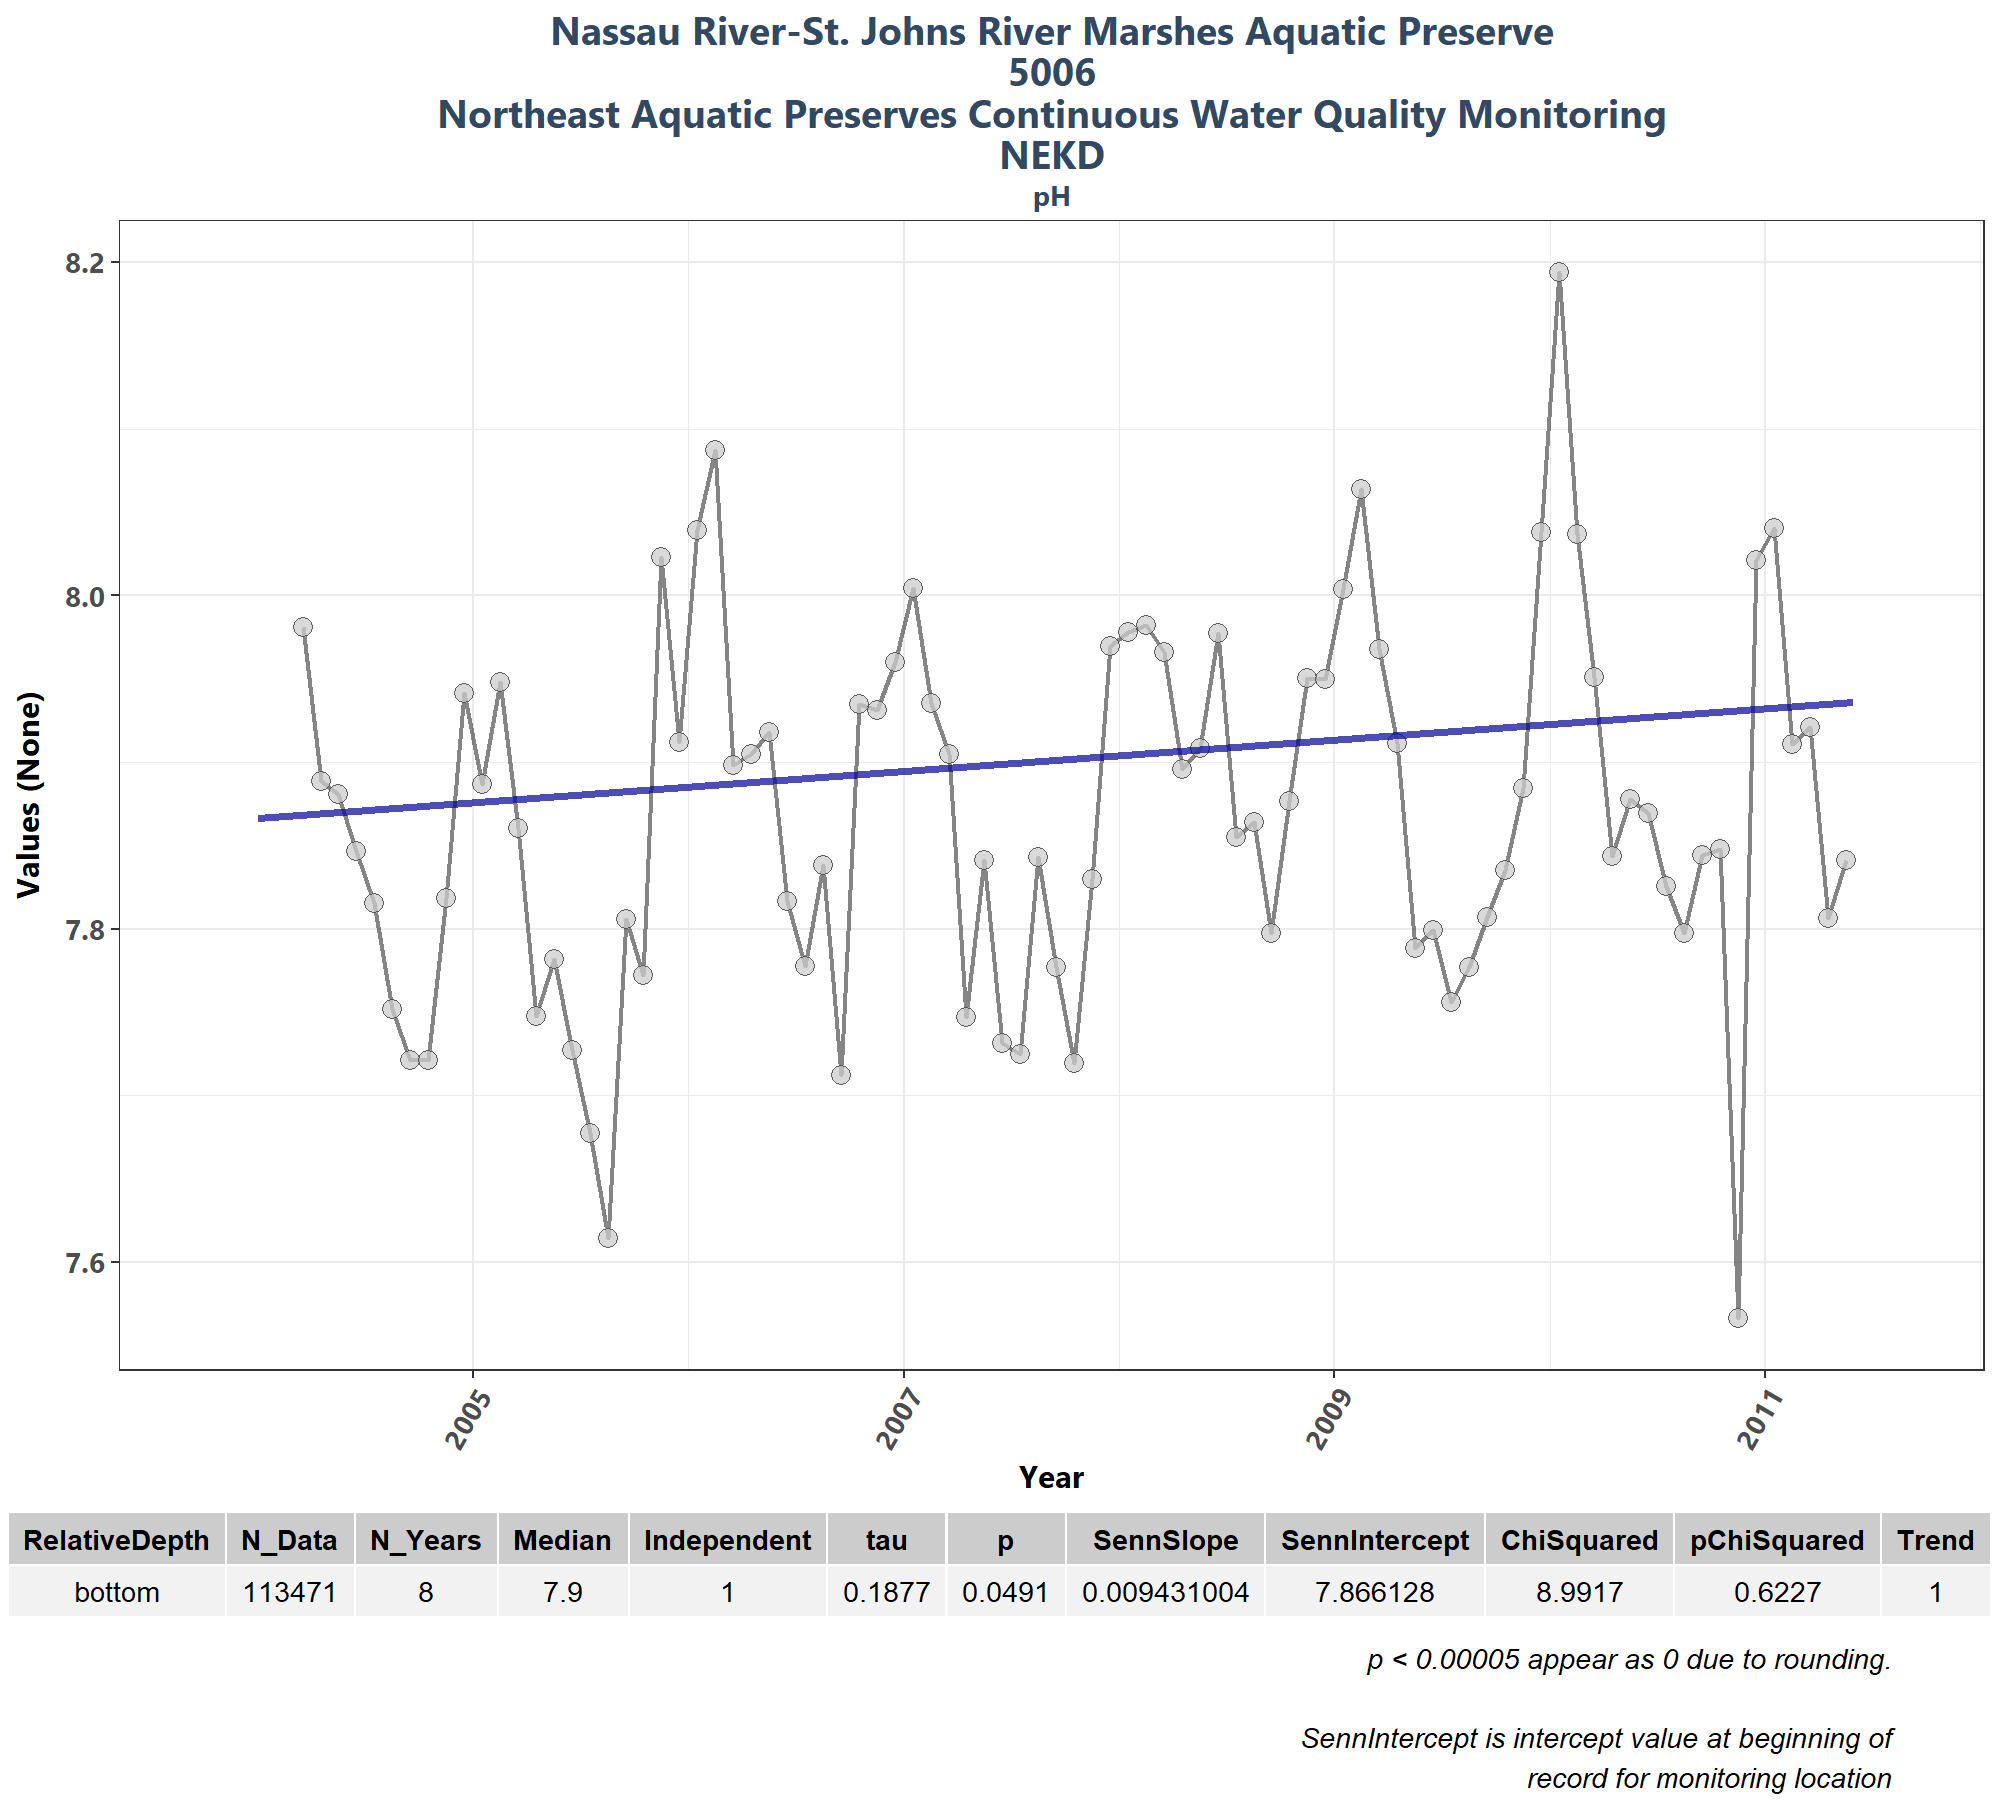 Nassau River-St. Johns River Marshes Aquatic Preserve
5006
Northeast Aquatic Preserves Continuous Water Quality Monitoring
NEKD
pH
8.2
8.0
7.8
7.6
Values (None)
2005 2007 2009 2011
Year
RelativeDepth N_Data N_Years Median Independent tau p SennSlope SennIntercept ChiSquared pChiSquared Trend
bottom 113471 8 7.9 1 0.1877 0.0491 0.009431004 7.866128 8.9917 0.6227 1
p < 0.00005 appear as 0 due to rounding.
SennIntercept is intercept value at beginning of
record for monitoring location